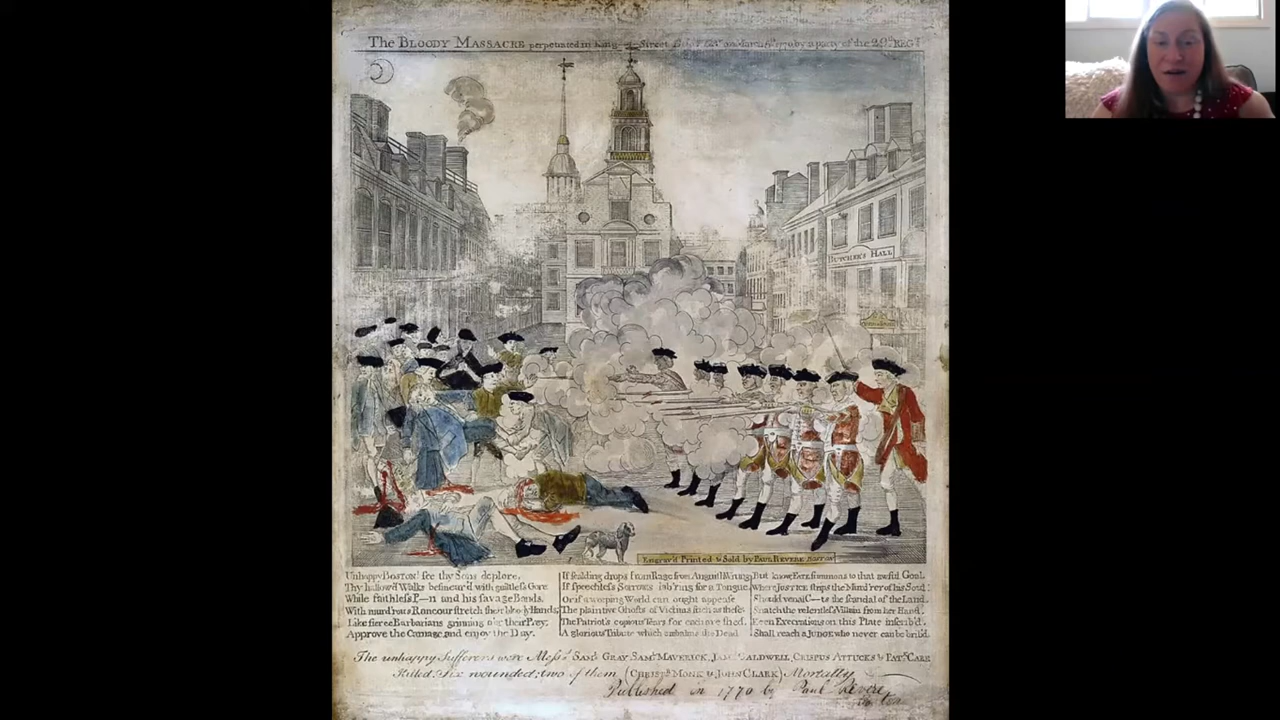 The BLOODY MASSACRE perpetrated in King Street on March by a party of the 29th REGT
BUTCHER'S HALL
Engrav'd Printed & Sold by PAUL REVERE BOSTON
Unhappy BOSTON! see thy Sons deplore,
Thy hallow'd Walks besmear'd with guiltless Gore
While faithless P—n and his savage Bands,
With murd'rous Rancour stretch their bloody Hands;
Like fierce Barbarians grinning o'er their Prey,
Approve the Carnage, and enjoy the Day.
If scalding drops from Rage from Anguish Wrung
If speechless Sorrows lab'ring for a Tongue,
Or if a weeping World can ought appease
The plaintive Ghosts of Victims such as these;
The Patriot's copious Tears for each are shed,
A glorious Tribute which embalms the Dead
But know, FATE summons to that awful Goal,
Where JUSTICE strips the Murd'rer of his Soul:
Should venal C—ts the scandal of the Land,
Snatch the relentless Villain from her Hand,
Keen Execrations on this Plate inscrib'd,
Shall reach a JUDGE who never can be brib'd.
The unhappy Sufferers were Messs SAML GRAY, SAML MAVERICK, JAMS CALDWELL, CRISPUS ATTUCKS & PATK CARR
Killed. Six wounded; two of them (CHRISTR MONK & JOHN CLARK) Mortally
Published in 1770 by Paul Revere
Boston